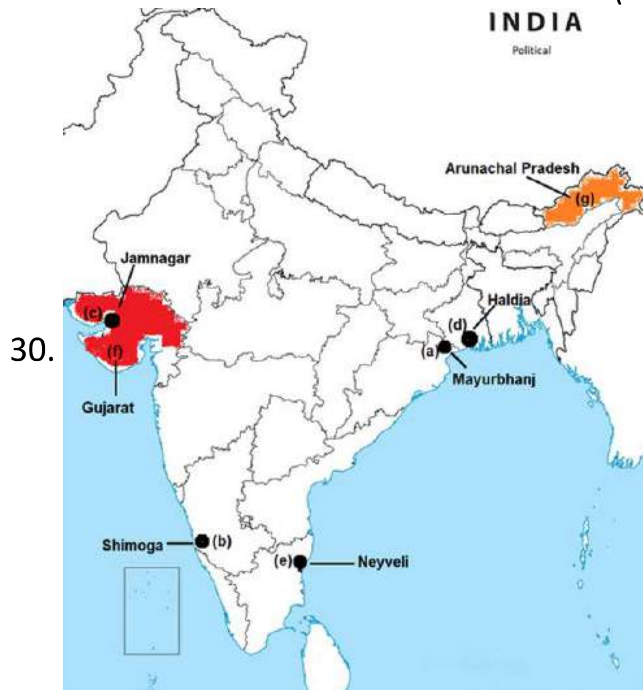 (
INDIA
Political
Arunachal Pradesh
(g)
Jamnagar
(c)
Haldia
(d)
(a)
30.
(f)
Mayurbhanj
Gujarat
Shimoga
(b)
(e)
Neyveli